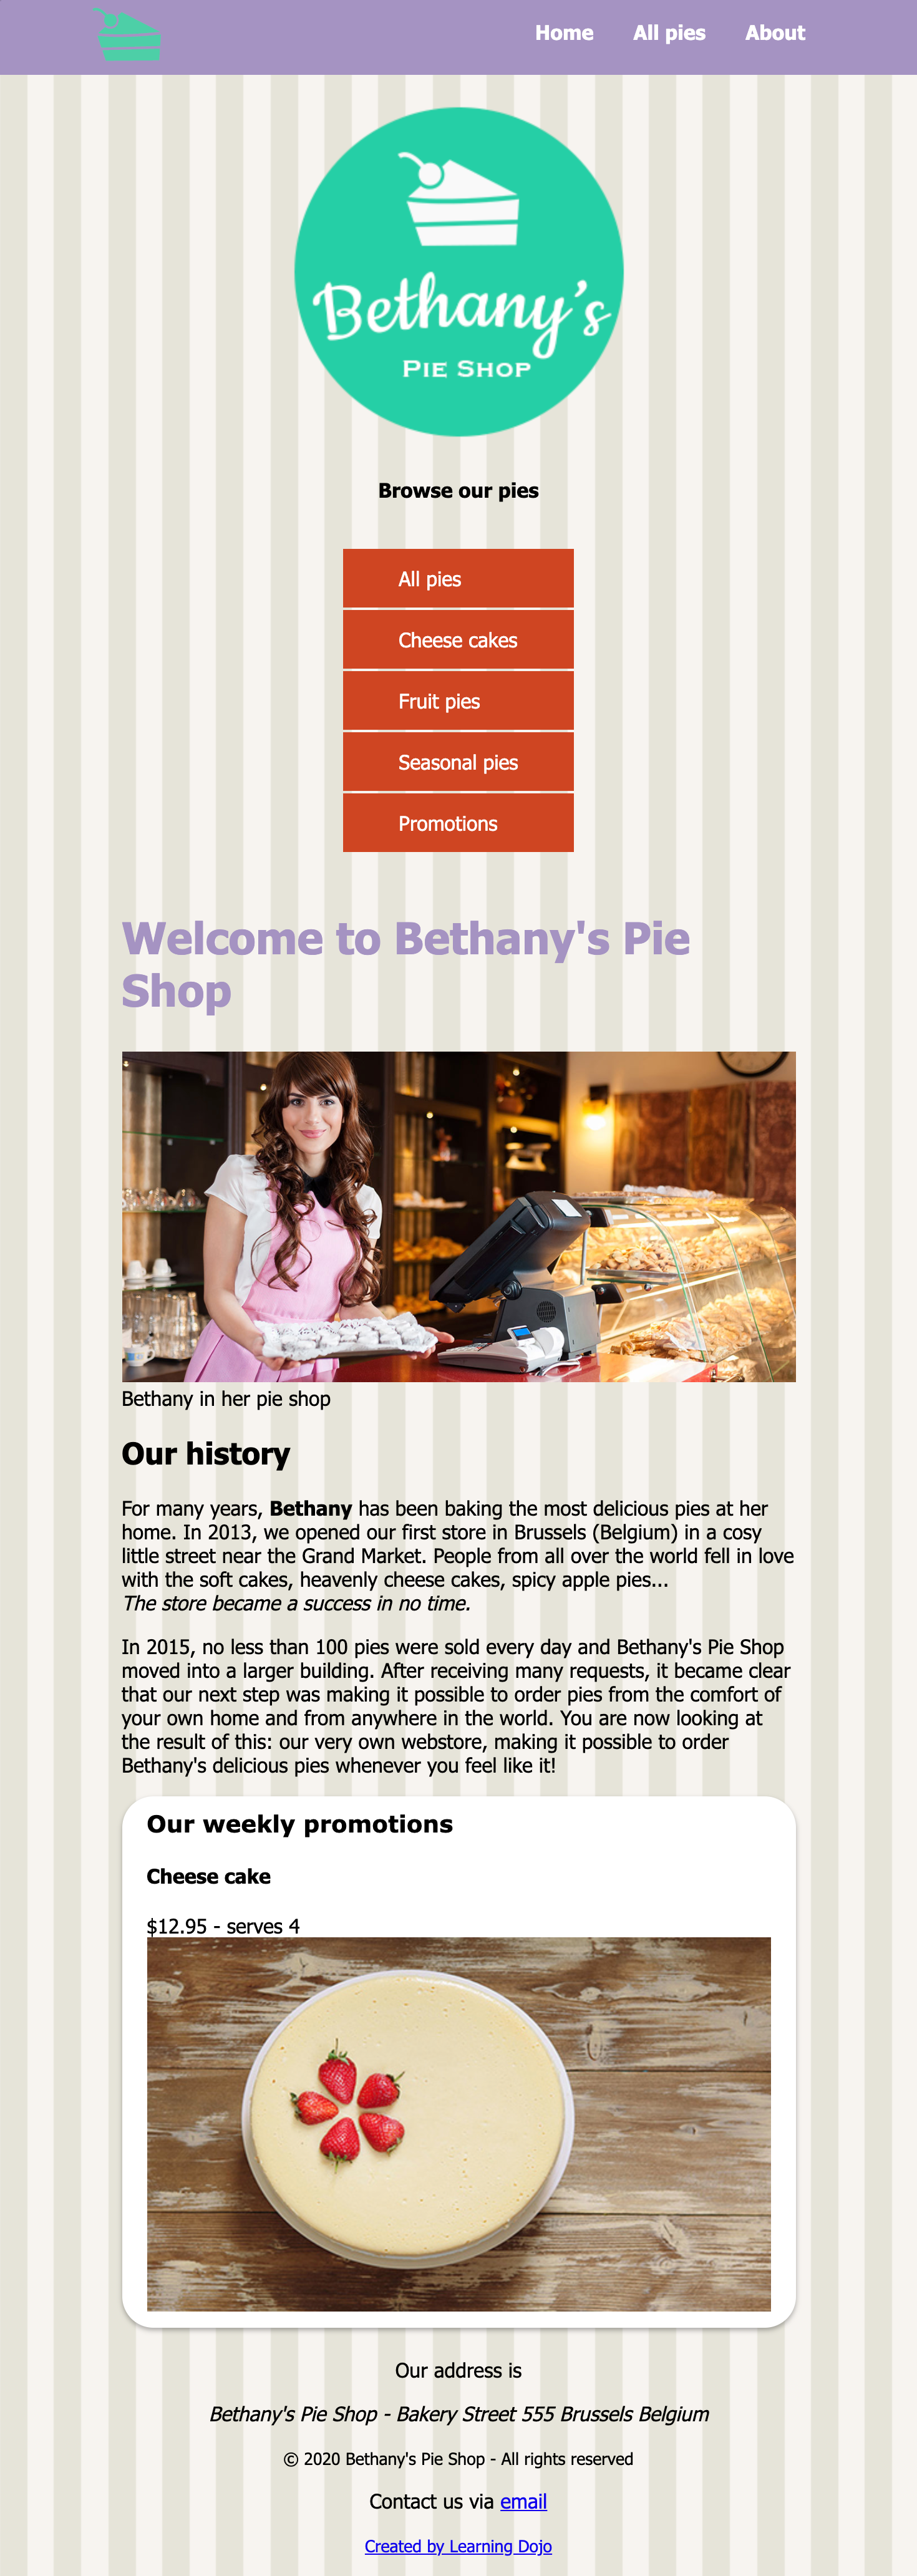 Home All pies About
Bethany's
PIE SHOP
Browse our pies
All pies
Cheese cakes
Fruit pies
Seasonal pies
Promotions
Welcome to Bethany's Pie
Shop
Bethany in her pie shop
Our history
For many years, Bethany has been baking the most delicious pies at her
home. In 2013, we opened our first store in Brussels (Belgium) in a cosy
little street near the Grand Market. People from all over the world fell in love
with the soft cakes, heavenly cheese cakes, spicy apple pies...
The store became a success in no time.
In 2015, no less than 100 pies were sold every day and Bethany's Pie Shop
moved into a larger building. After receiving many requests, it became clear
that our next step was making it possible to order pies from the comfort of
your own home and from anywhere in the world. You are now looking at
the result of this: our very own webstore, making it possible to order
Bethany's delicious pies whenever you feel like it!
Our weekly promotions
Cheese cake
$12.95 - serves 4
Our address is
Bethany's Pie Shop - Bakery Street 555 Brussels Belgium
© 2020 Bethany's Pie Shop - All rights reserved
Contact us via email
Created by Learning Dojo